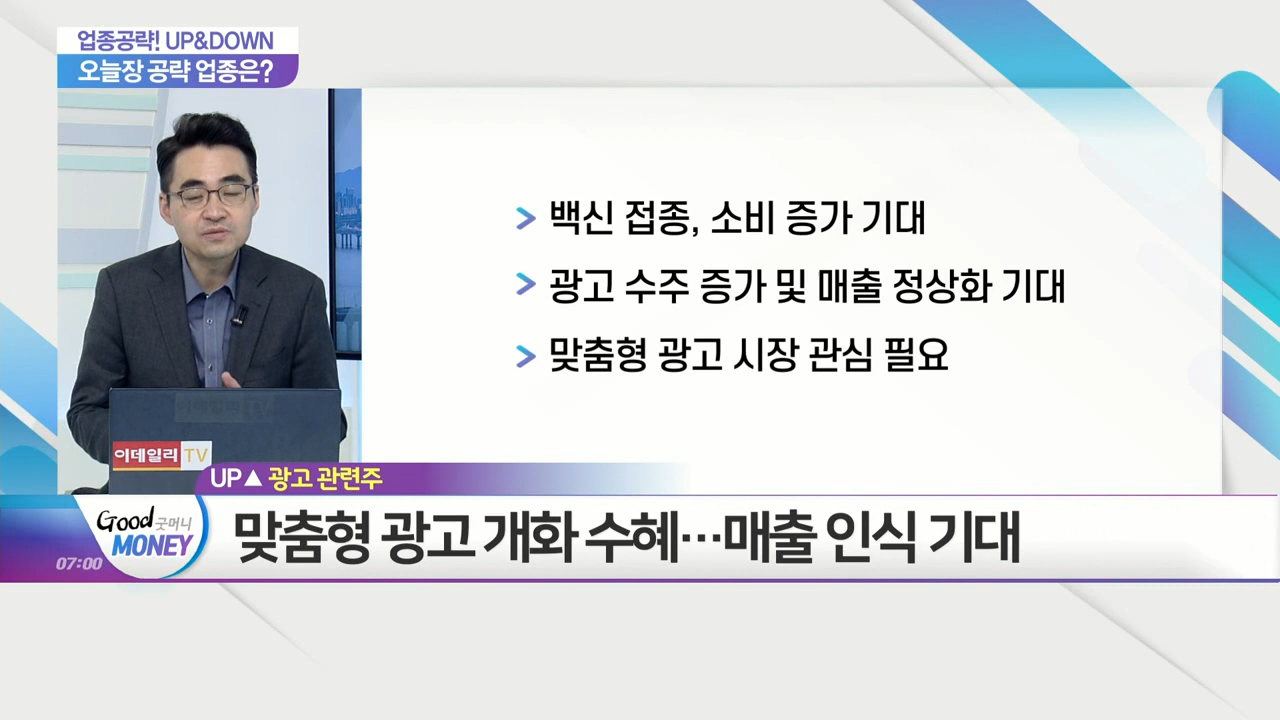 업종공략! UP&DOWN
오늘장 공략 업종은?
> 백신 접종, 소비 증가 기대
> 광고 수주 증가 및 매출 정상화 기대
> 맞춤형 광고 시장 관심 필요
이데일리 TV
UP▲ 광고 관련주
Good 굿머니
MONEY
07:00
맞춤형 광고 개화 수혜…매출 인식 기대